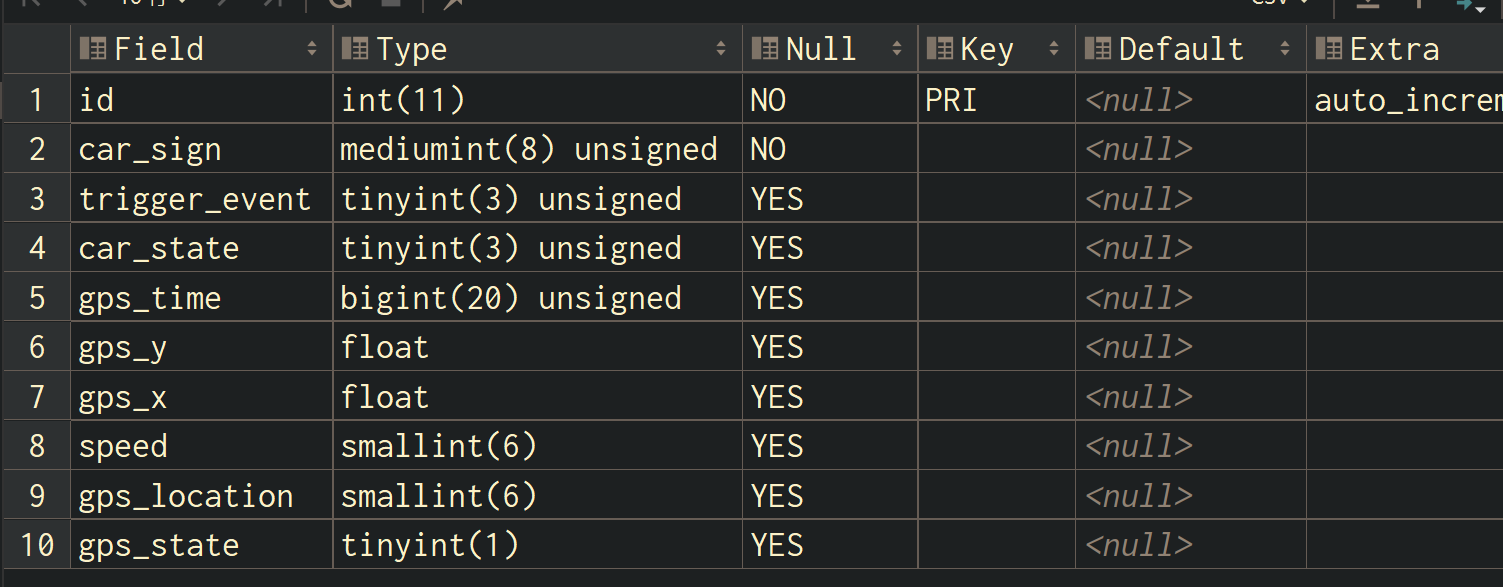 Field Type Null Key Default Extra
1 id int(11) NO PRI <null> auto_increm
2 car_sign mediumint(8) unsigned NO <null>
3 trigger_event tinyint(3) unsigned YES <null>
4 car_state tinyint(3) unsigned YES <null>
5 gps_time bigint(20) unsigned YES <null>
6 gps_y float YES <null>
7 gps_x float YES <null>
8 speed smallint(6) YES <null>
9 gps_location smallint(6) YES <null>
10 gps_state tinyint(1) YES <null>